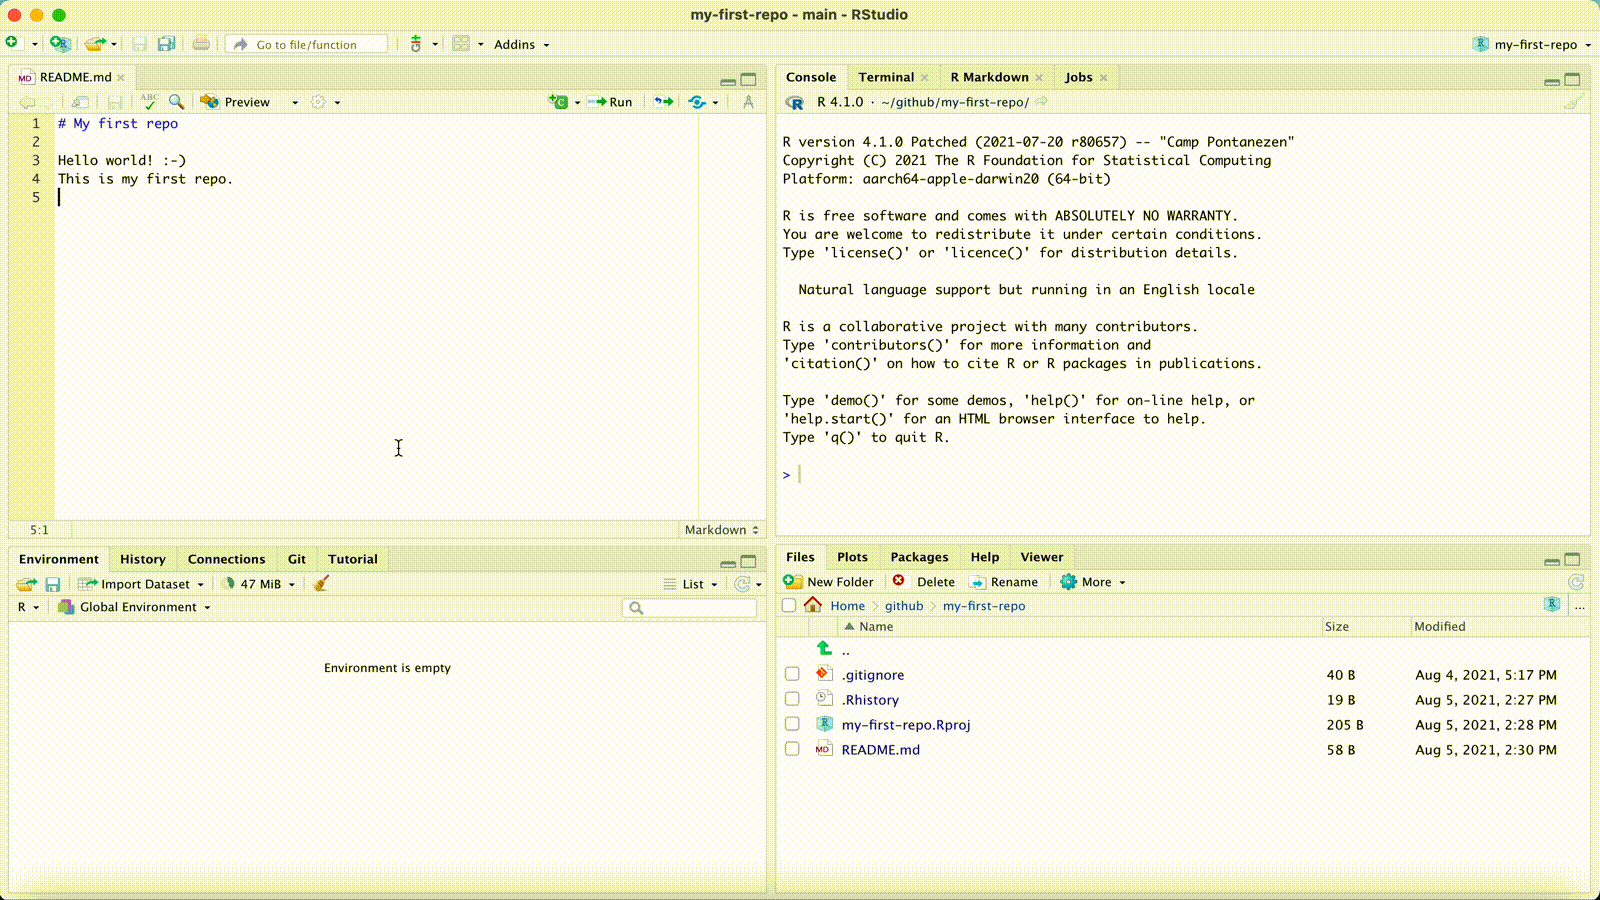 my-first-repo - main - RStudio
Go to file/function
Addins
my-first-repo
README.md
ABC
Preview
Run
1 # My first repo
2
3 Hello world! :-)
4 This is my first repo.
5
5:1
Markdown
Console Terminal R Markdown Jobs
R 4.1.0 · ~/github/my-first-repo/
R version 4.1.0 Patched (2021-07-20 r80657) -- "Camp Pontanezen"
Copyright (C) 2021 The R Foundation for Statistical Computing
Platform: aarch64-apple-darwin20 (64-bit)
R is free software and comes with ABSOLUTELY NO WARRANTY.
You are welcome to redistribute it under certain conditions.
Type 'license()' or 'licence()' for distribution details.
Natural language support but running in an English locale
R is a collaborative project with many contributors.
Type 'contributors()' for more information and
'citation()' on how to cite R or R packages in publications.
Type 'demo()' for some demos, 'help()' for on-line help, or
'help.start()' for an HTML browser interface to help.
Type 'q()' to quit R.
>
Environment History Connections Git Tutorial
Import Dataset 47 MiB List
R Global Environment
Environment is empty
Files Plots Packages Help Viewer
New Folder Delete Rename More
Home github my-first-repo ...
Name Size Modified
..
.gitignore 40 B Aug 4, 2021, 5:17 PM
.Rhistory 19 B Aug 5, 2021, 2:27 PM
my-first-repo.Rproj 205 B Aug 5, 2021, 2:28 PM
MD README.md 58 B Aug 5, 2021, 2:30 PM